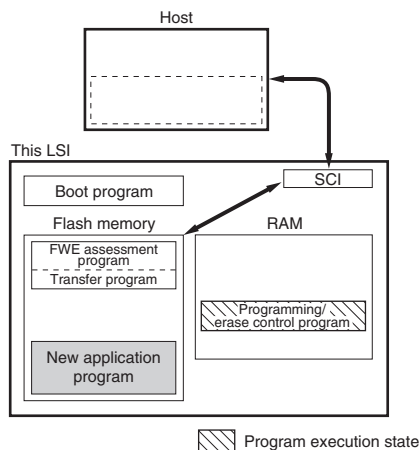 Host
This LSI
Boot program
SCI
Flash memory
RAM
FWE assessment
program
Transfer program
Programming/
erase control program
New application
program
Program execution state